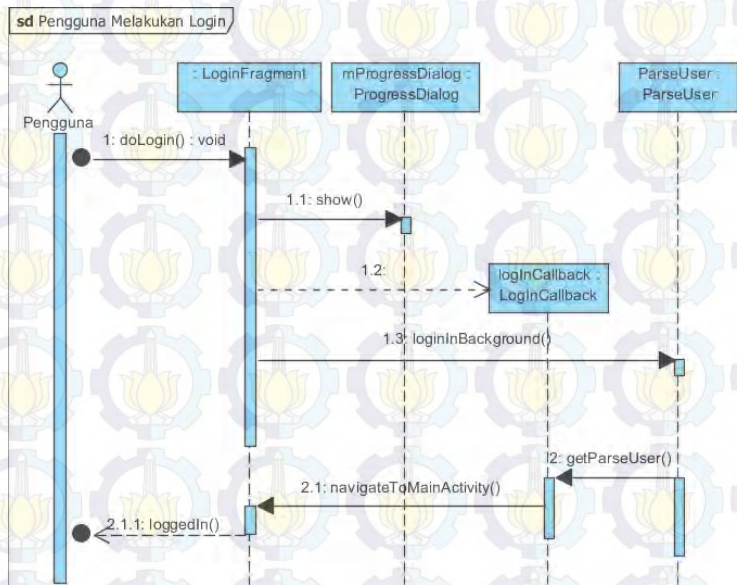 sd Pengguna Melakukan Login
: LoginFragment
mProgressDialog :
ProgressDialog
ParseUser :
ParseUser
Pengguna
1: doLogin() : void
1.1: show()
1.2:
logInCallback :
LogInCallback
1.3: loginInBackground()
2: getParseUser()
2.1: navigateToMainActivity()
2.1.1: loggedIn()